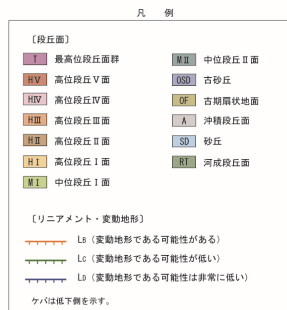 凡 例
〔段丘面〕
T 最高位段丘面群
HⅤ 高位段丘Ⅴ面
HⅣ 高位段丘Ⅳ面
HⅢ 高位段丘Ⅲ面
HⅡ 高位段丘Ⅱ面
HⅠ 高位段丘Ⅰ面
MⅠ 中位段丘Ⅰ面
MⅡ 中位段丘Ⅱ面
OSD 古砂丘
OF 古期扇状地面
A 沖積段丘面
SD 砂丘
RT 河成段丘面
〔リニアメント・変動地形〕
LB（変動地形である可能性がある）
LC（変動地形である可能性が低い）
LD（変動地形である可能性は非常に低い）
ケバは低下側を示す。